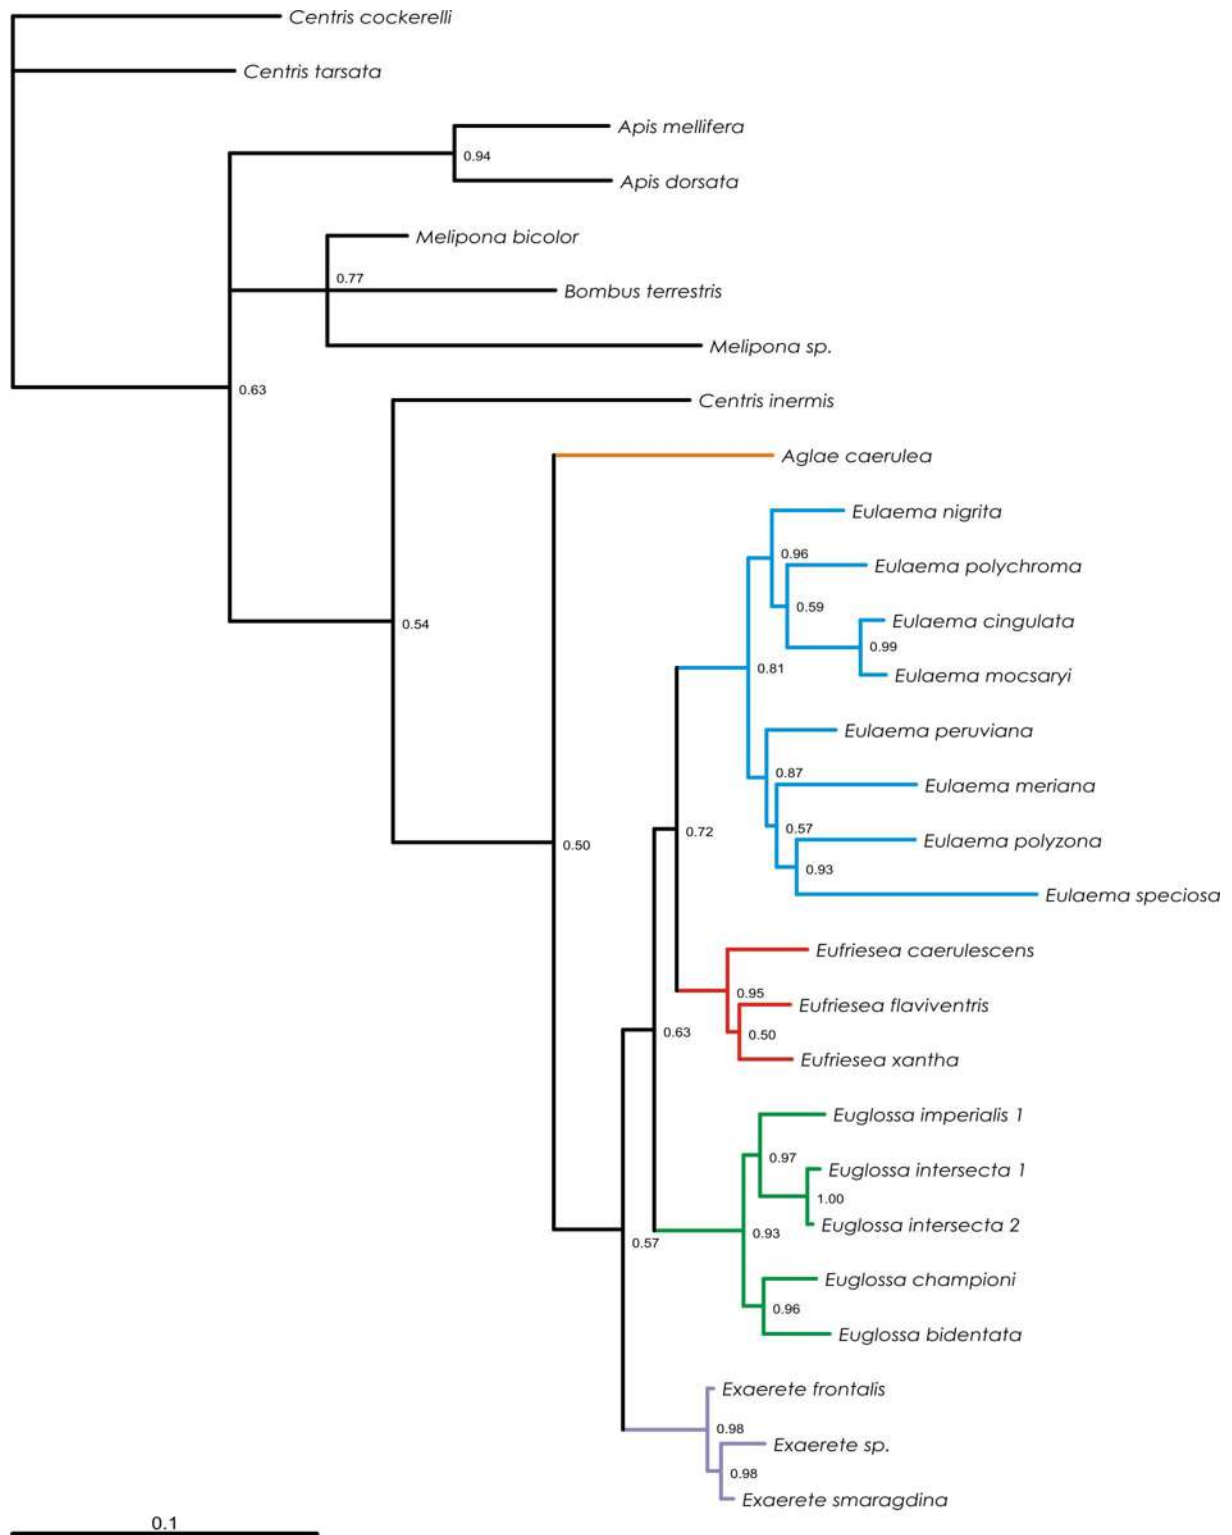 Centris cockerelli
Centris tarsata
Apis mellifera
0.94
Apis dorsata
Melipona bicolor
0.77
Bombus terrestris
Melipona sp.
0.63
Centris inermis
Aglae caerulea
Eulaema nigrita
0.96
Eulaema polychroma
0.59
Eulaema cingulata
0.54
0.99
Eulaema mocsaryi
0.81
Eulaema peruviana
0.87
Eulaema meriana
0.72
0.57
Eulaema polyzona
0.50
0.93
Eulaema speciosa
Eufriesea caerulescens
0.95
Eufriesea flaviventris
0.63
0.50
Eufriesea xantha
Euglossa imperialis 1
0.97
Euglossa intersecta 1
1.00
Euglossa intersecta 2
0.93
0.57
Euglossa championi
0.96
Euglossa bidentata
Exaerete frontalis
0.98
Exaerete sp.
0.98
Exaerete smaragdina
0.1